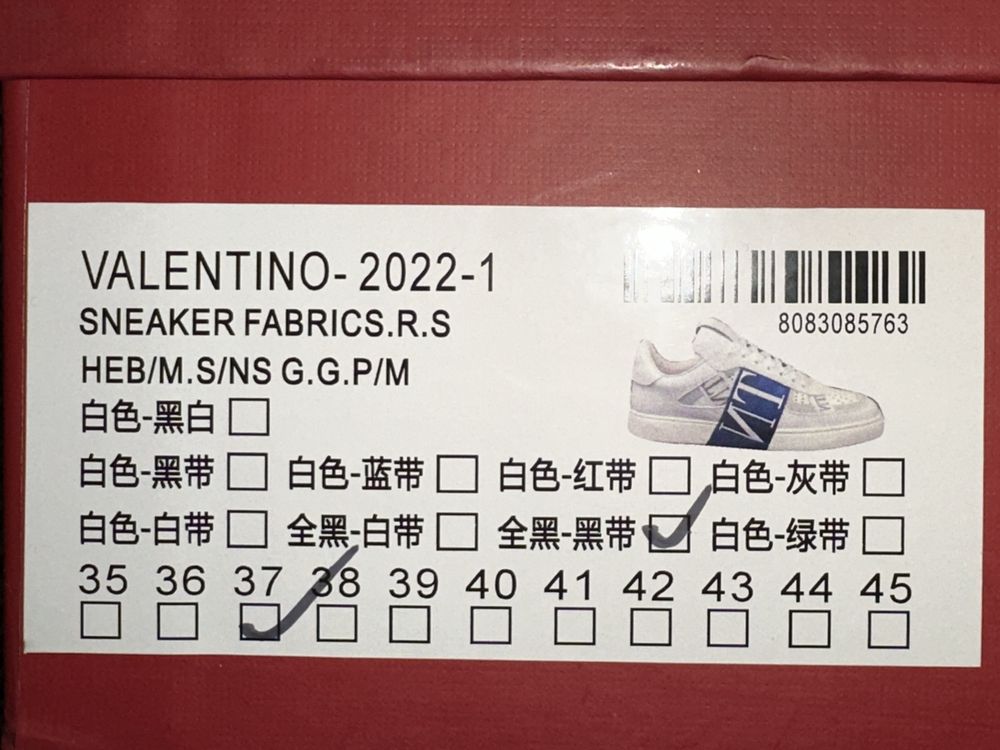 VALENTINO- 2022-1
SNEAKER FABRICS.R.S
8083085763
HEB/M.S/NS G.G.P/M
白色-黑白
白色-黑带 白色-蓝带 白色-红带 白色-灰带
白色-白带 全黑-白带 全黑-黑带 白色-绿带
35 36 37 38 39 40 41 42 43 44 45